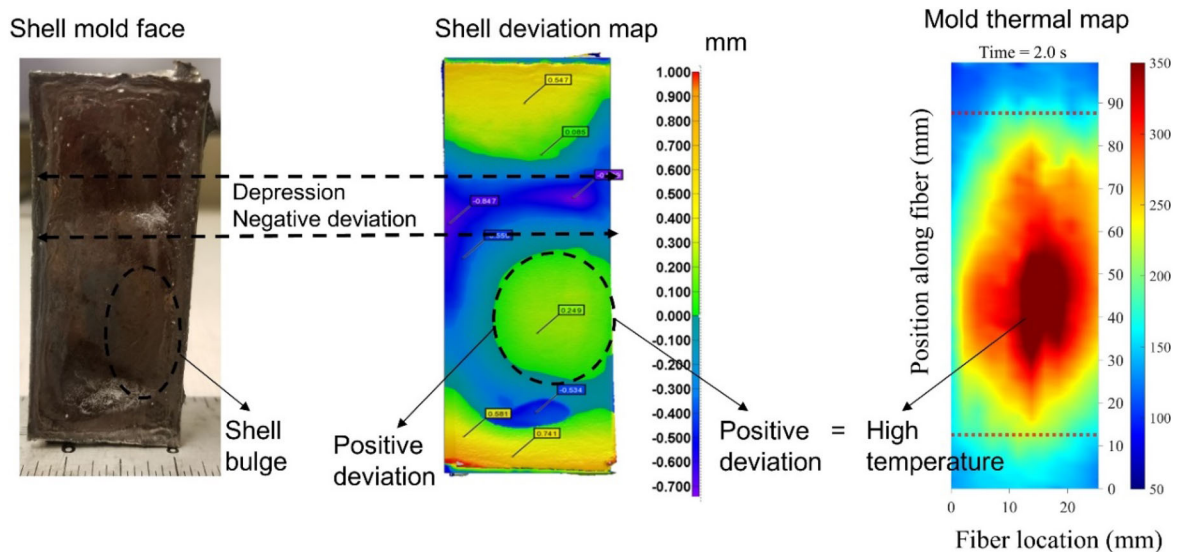 Shell mold face
Shell deviation map
mm
Mold thermal map
Time = 2.0 s
Depression
Negative deviation
Shell
bulge
Positive
deviation
0.547
0.085
-0.847
0.249
-0.534
0.581
0.741
1.000
0.900
0.800
0.700
0.600
0.500
0.400
0.300
0.200
0.100
0.000
-0.100
-0.200
-0.300
-0.400
-0.500
-0.600
-0.700
Positive = High
deviation temperature
Position along fiber (mm)
90
80
70
60
50
40
30
20
10
0
0 10 20
Fiber location (mm)
350
300
250
200
150
100
50